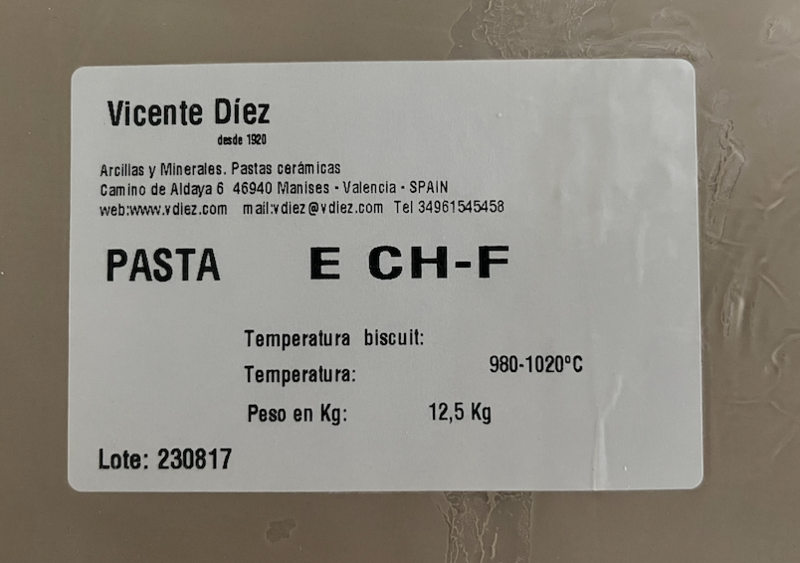 Vicente Díez
desde 1920
Arcillas y Minerales. Pastas cerámicas
Camino de Aldaya 6 46940 Manises - Valencia - SPAIN
web:www.vdiez.com mail:vdiez@vdiez.com Tel 34961545458
PASTA E CH-F
Temperatura biscuit:
Temperatura: 980-1020ºC
Peso en Kg: 12,5 Kg
Lote: 230817